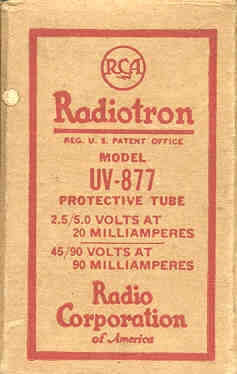 RCA
Radiotron
REG. U. S. PATENT OFFICE
MODEL
UV-877
PROTECTIVE TUBE
2.5/5.0 VOLTS AT
20 MILLIAMPERES
45/90 VOLTS AT
90 MILLIAMPERES
Radio
Corporation
of America